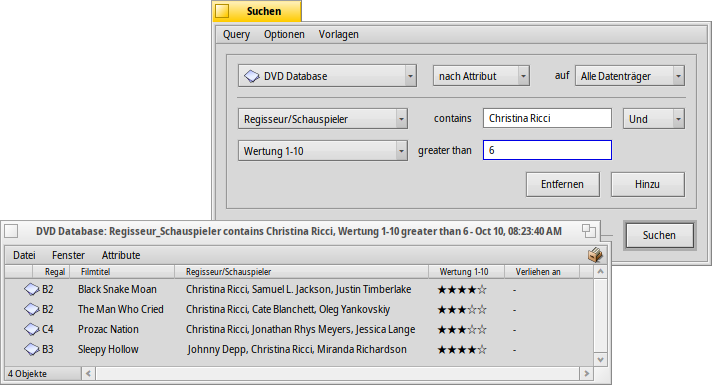 Suchen
Query Optionen Vorlagen
DVD Database nach Attribut auf Alle Datenträger
Regisseur/Schauspieler contains Christina Ricci Und
Wertung 1-10 greater than 6
Entfernen Hinzu
Suchen
DVD Database: Regisseur_Schauspieler contains Christina Ricci, Wertung 1-10 greater than 6 - Oct 10, 08:23:40 AM
Datei Fenster Attribute
Regal Filmtitel Regisseur/Schauspieler Wertung 1-10 Verliehen an
B2 Black Snake Moan Christina Ricci, Samuel L. Jackson, Justin Timberlake ★★★★☆ -
B2 The Man Who Cried Christina Ricci, Cate Blanchett, Oleg Yankovskiy ★★★☆☆ -
C4 Prozac Nation Christina Ricci, Jonathan Rhys Meyers, Jessica Lange ★★★☆☆ -
B3 Sleepy Hollow Johnny Depp, Christina Ricci, Miranda Richardson ★★★★☆ -
4 Objekte